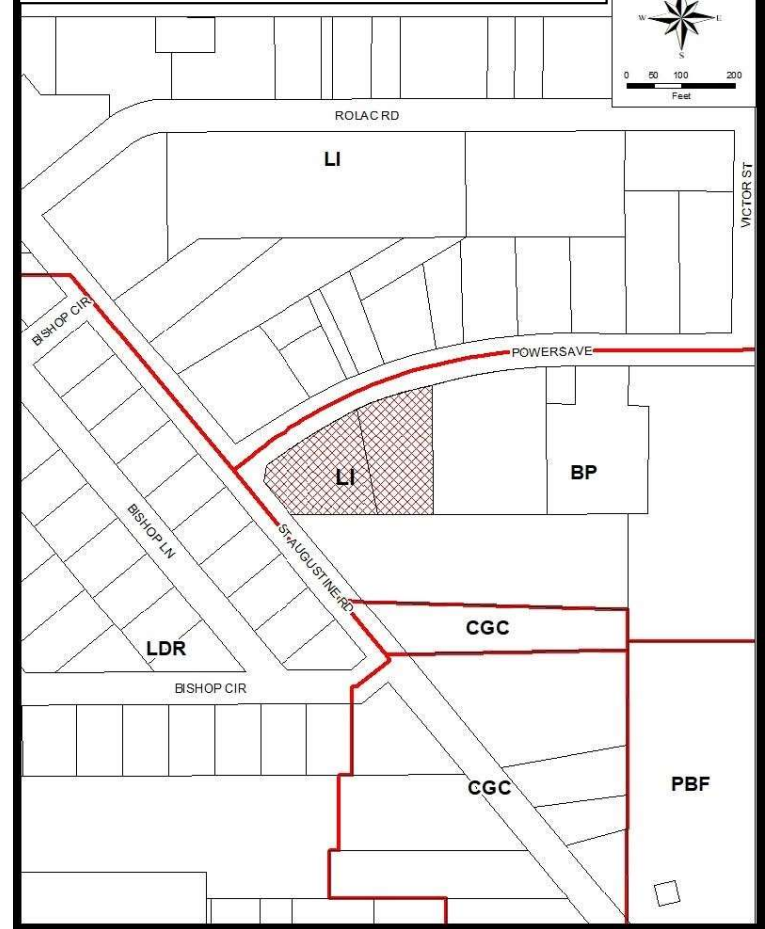 W
E
S
0 50 100 200
Feet
ROLAC RD
LI
VICTOR ST
BISHOP CIR
POWERSAVE
LI
BP
BISHOP LN
ST. AUGUSTINE RD
CGC
LDR
BISHOP CIR
CGC
PBF